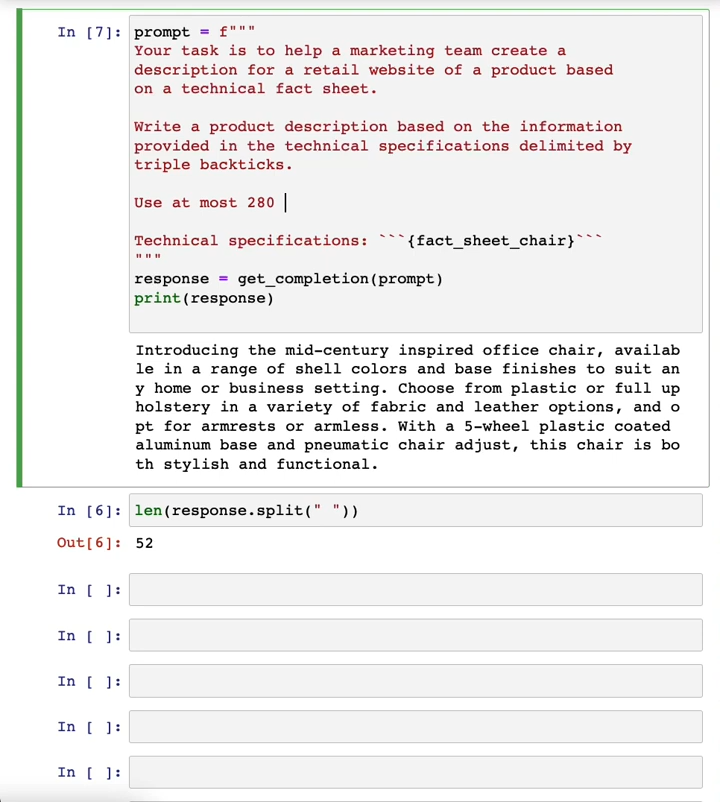 In [7]: prompt = f"""
Your task is to help a marketing team create a
description for a retail website of a product based
on a technical fact sheet.
Write a product description based on the information
provided in the technical specifications delimited by
triple backticks.
Use at most 280
Technical specifications: ```{fact_sheet_chair}```
"""
response = get_completion(prompt)
print(response)
Introducing the mid-century inspired office chair, availab
le in a range of shell colors and base finishes to suit an
y home or business setting. Choose from plastic or full up
holstery in a variety of fabric and leather options, and o
pt for armrests or armless. With a 5-wheel plastic coated
aluminum base and pneumatic chair adjust, this chair is bo
th stylish and functional.
In [6]: len(response.split(" "))
Out[6]: 52
In [ ]:
In [ ]:
In [ ]:
In [ ]:
In [ ]: